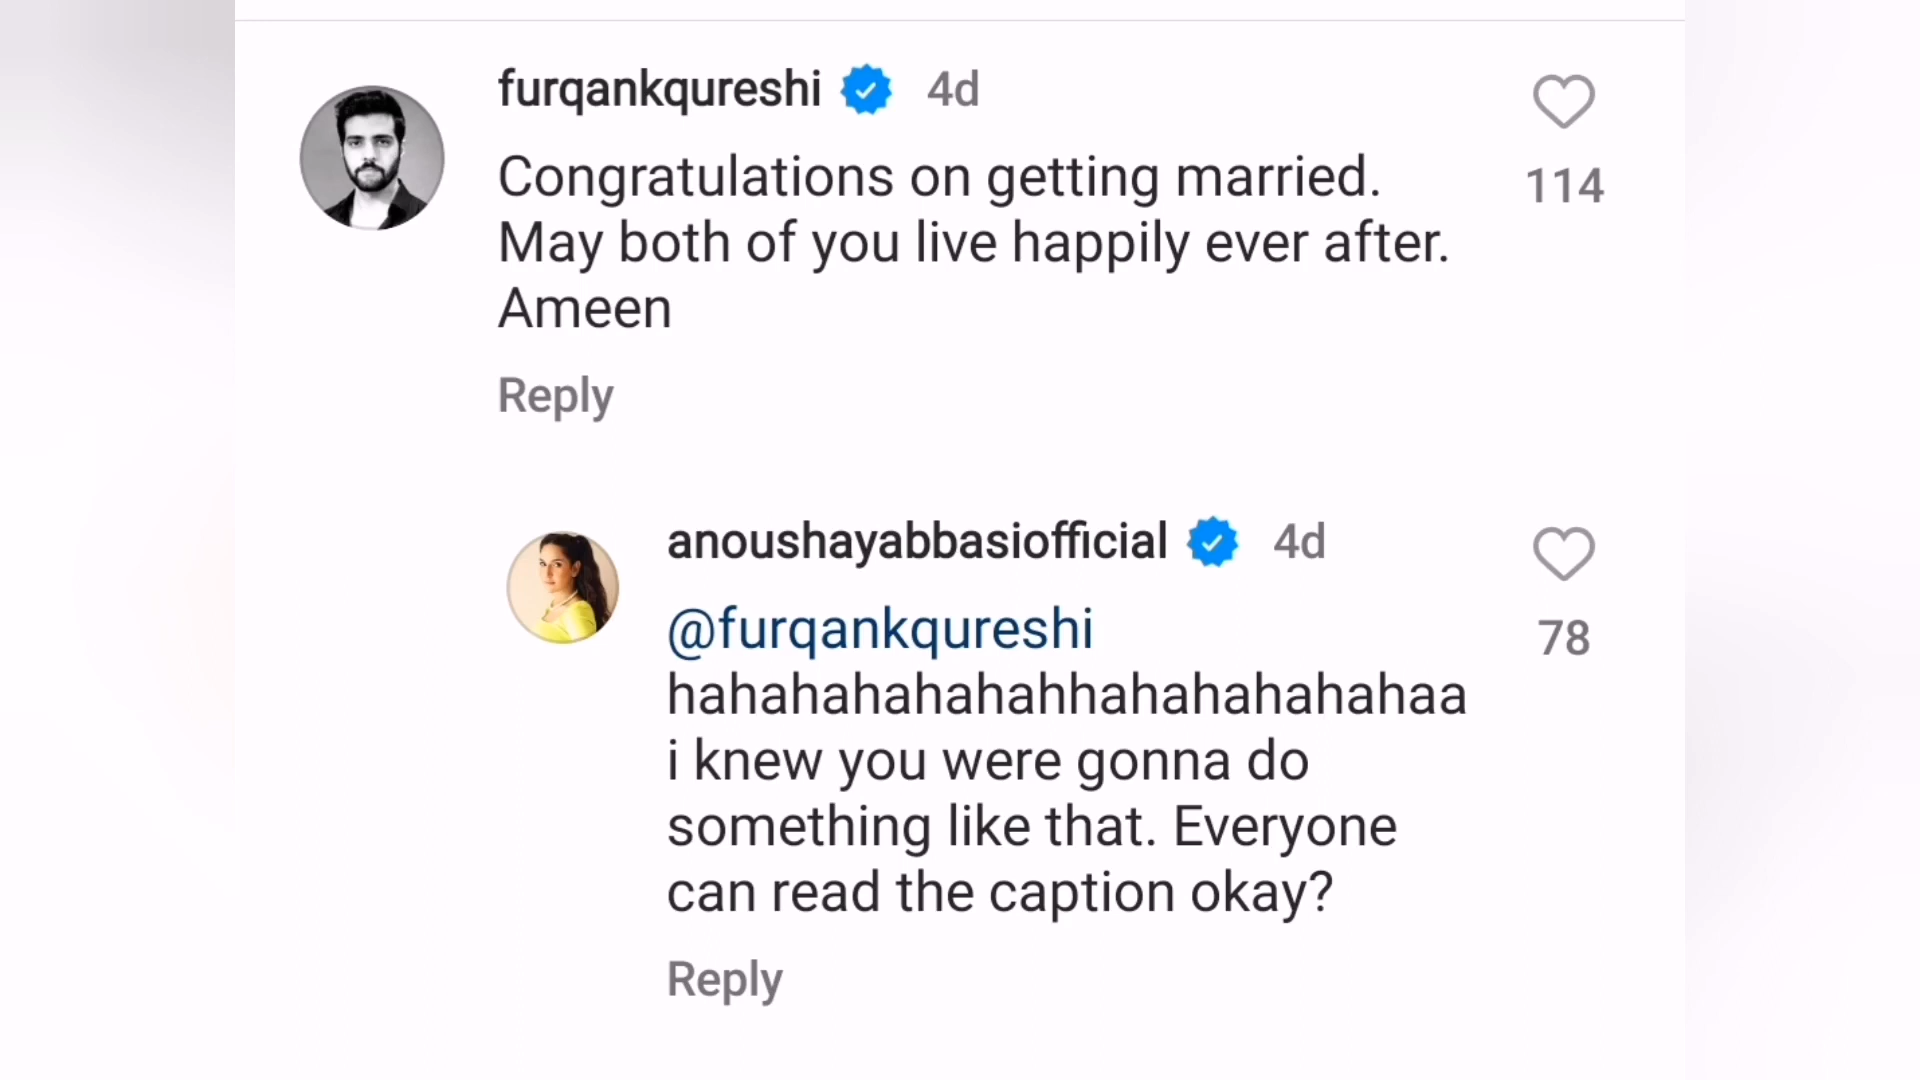 furqankqureshi 4d
Congratulations on getting married.
May both of you live happily ever after.
Ameen
114
Reply
anoushayabbasiofficial 4d
@furqankqureshi
hahahahahahahhahahahahahaa
i knew you were gonna do
something like that. Everyone
can read the caption okay?
78
Reply